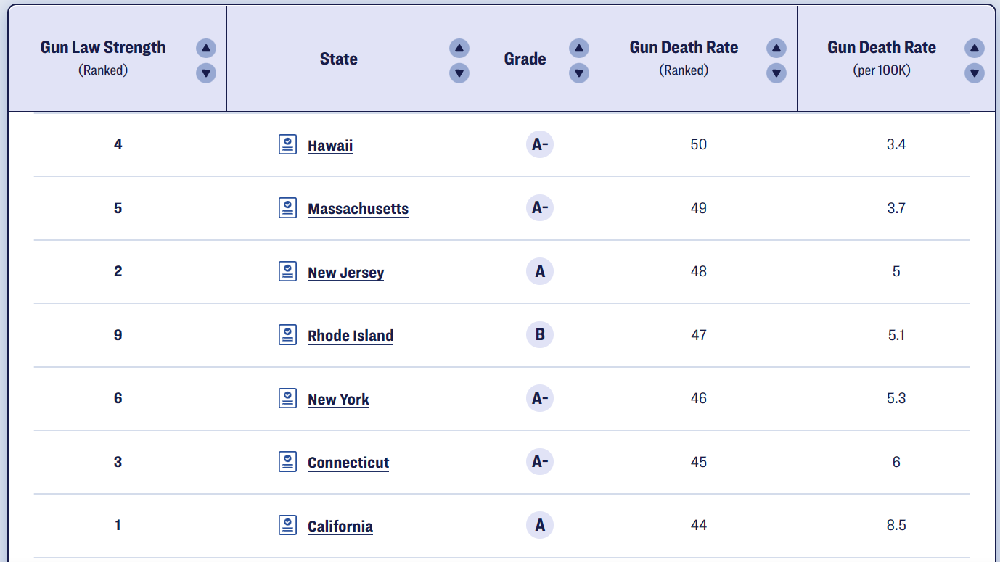 Gun Law Strength
(Ranked)
State
Grade
Gun Death Rate
(Ranked)
Gun Death Rate
(per 100K)
4 Hawaii A- 50 3.4
5 Massachusetts A- 49 3.7
2 New Jersey A 48 5
9 Rhode Island B 47 5.1
6 New York A- 46 5.3
3 Connecticut A- 45 6
1 California A 44 8.5